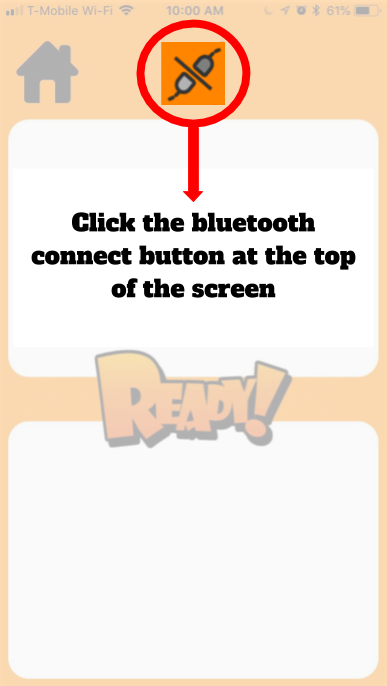 T-Mobile Wi-Fi 10:00 AM 61%
Click the bluetooth
connect button at the top
of the screen
READY!